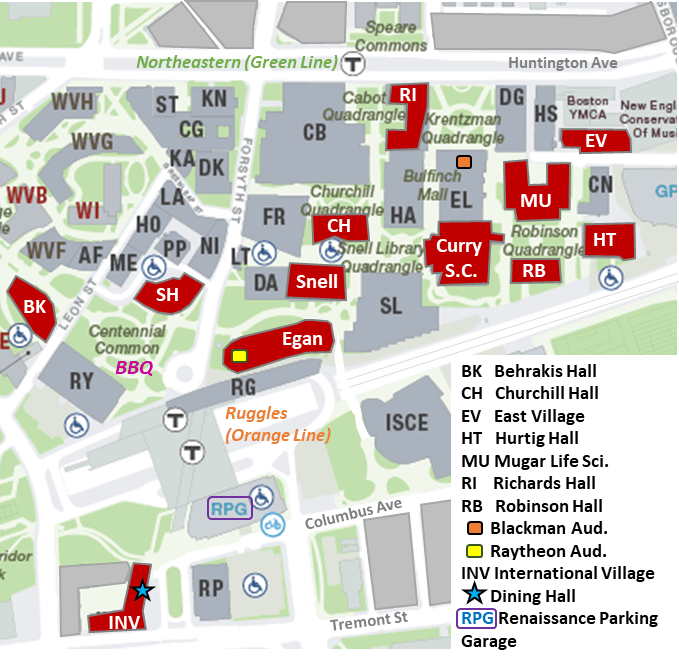 Speare
Commons
AVE
Northeastern (Green Line)
T
Huntington Ave
WVH
ST
KN
Cabot
Quadrangle
RI
DG
HS
Boston
YMCA
New Engl
Conservat
Of Musi
WVG
CG
CB
Krentzman
Quadrangle
EV
KA
DK
FORSYTH ST
WVB
WI
LA
Churchill
Quadrangle
Bulfinch
Mall
EL
MU
CN
GP
HO
FR
CH
HA
WVF
AF
ME
PP
NI
LT
Snell Library
Quadrangle
Curry
S.C.
Robinson
Quadrangle
HT
RB
LEON ST
SH
DA
Snell
SL
BK
E
Centennial
Common
BBQ
Egan
RY
RG
Ruggles
(Orange Line)
T
T
ISCE
RPG
Columbus Ave
ridor
k
RP
INV
Tremont St
BK Behrakis Hall
CH Churchill Hall
EV East Village
HT Hurtig Hall
MU Mugar Life Sci.
RI Richards Hall
RB Robinson Hall
Blackman Aud.
Raytheon Aud.
INV International Village
Dining Hall
RPG Renaissance Parking
Garage